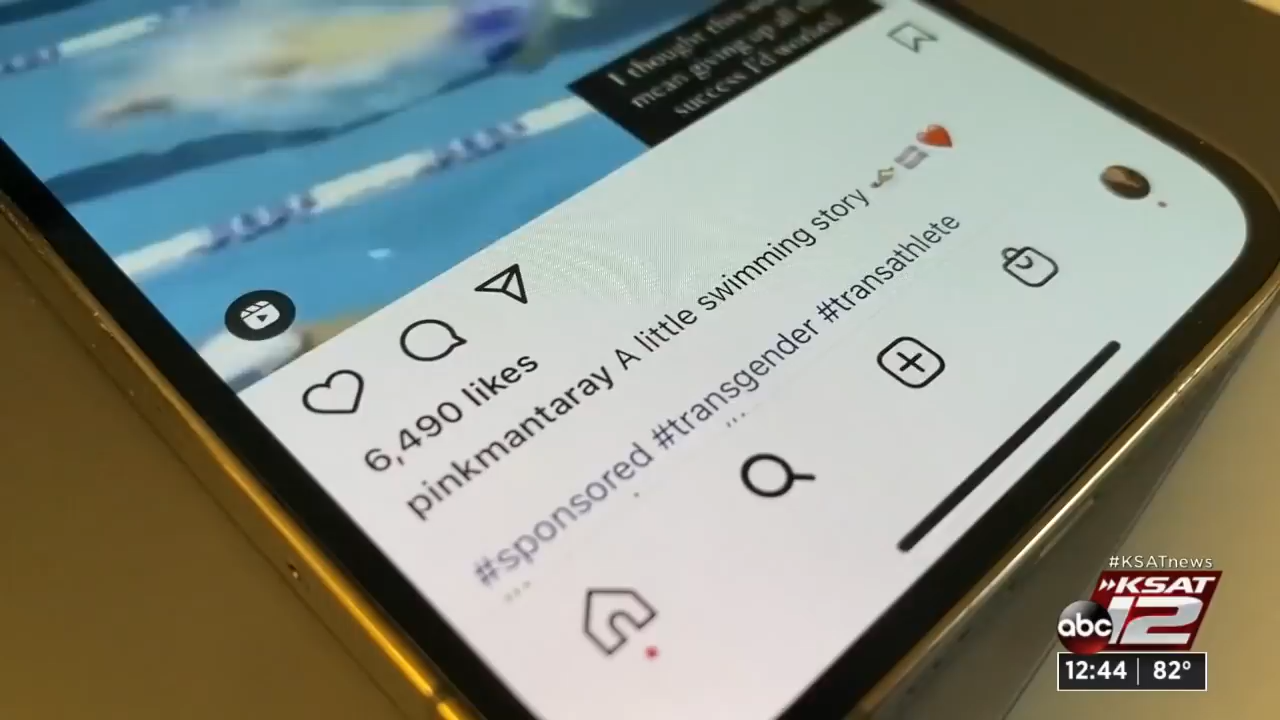 I thought this
mean giving up all
success I'd worked
6,490 likes
pinkmantaray A little swimming story
#sponsored #transgender #transathlete
...
...
#KSATnews
KSAT
abc 12
12:44 82°